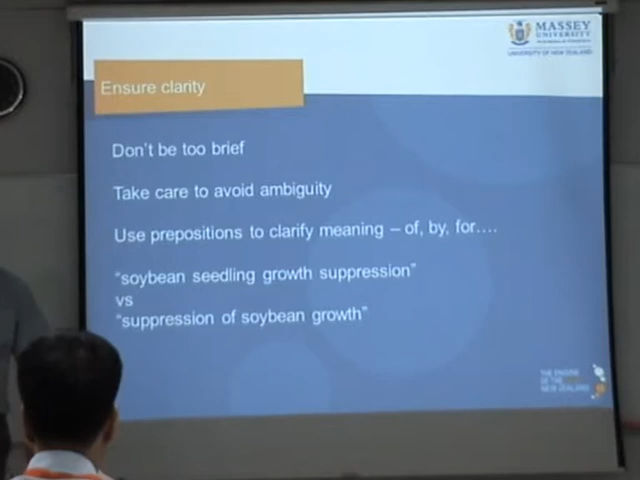 MASSEY
UNIVERSITY
UNIVERSITY OF NEW ZEALAND
Ensure clarity
Don't be too brief
Take care to avoid ambiguity
Use prepositions to clarify meaning – of, by, for….
“soybean seedling growth suppression”
vs
“suppression of soybean growth”
THE ENGINE
OF THE NEW
NEW ZEALAND